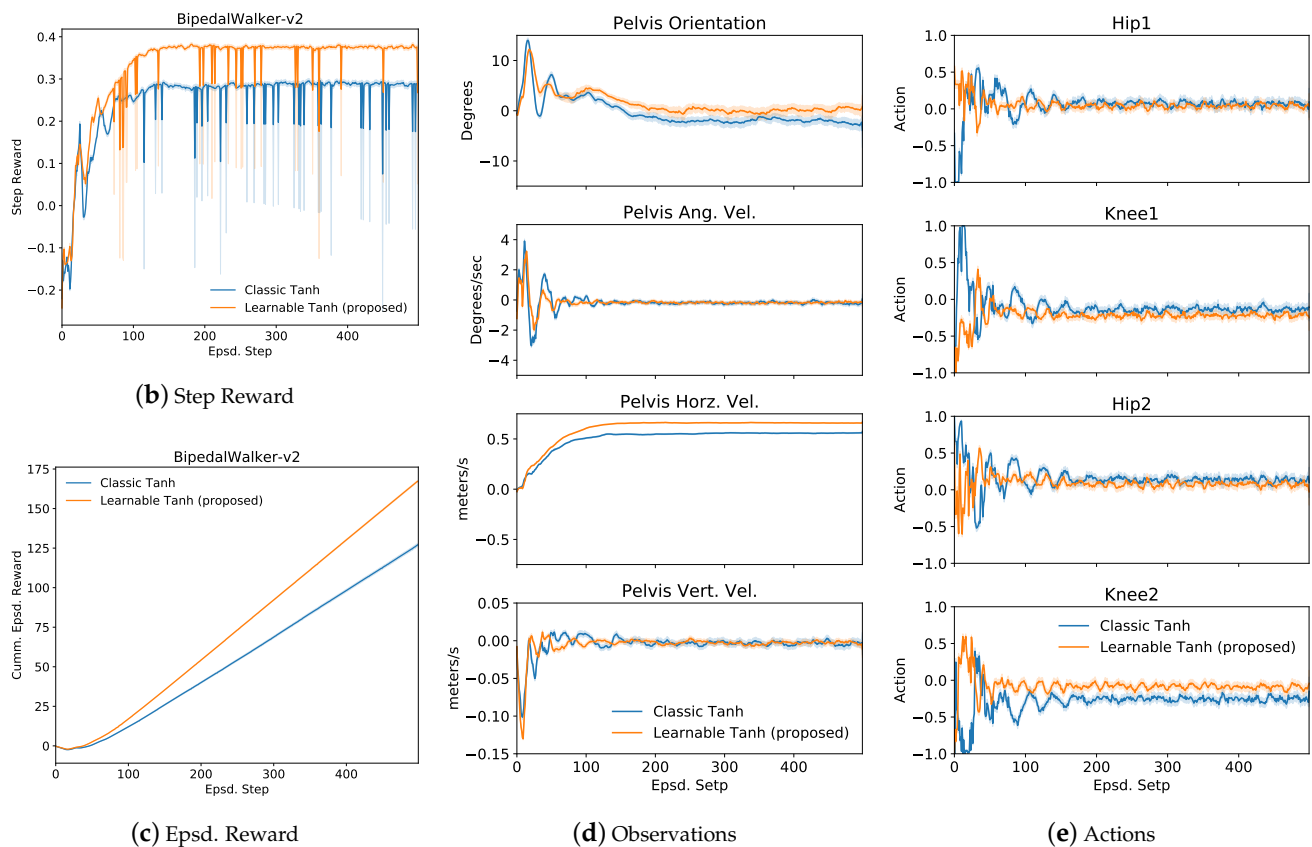 BipedalWalker-v2
0.4
0.3
0.2
0.1
0.0
−0.1
−0.2
Step Reward
Classic Tanh
Learnable Tanh (proposed)
0 100 200 300 400
Epsd. Step
(b) Step Reward
BipedalWalker-v2
175
150
125
100
75
50
25
0
Cumm. Epsd. Reward
Classic Tanh
Learnable Tanh (proposed)
0 100 200 300 400
Epsd. Step
(c) Epsd. Reward
Pelvis Orientation
10
0
−10
Degrees
Pelvis Ang. Vel.
4
2
0
−2
−4
Degrees/sec
Pelvis Horz. Vel.
0.5
0.0
−0.5
meters/s
Pelvis Vert. Vel.
0.05
0.00
−0.05
−0.10
−0.15
meters/s
Classic Tanh
Learnable Tanh (proposed)
0 100 200 300 400
Epsd. Setp
(d) Observations
Hip1
1.0
0.5
0.0
−0.5
−1.0
Action
Knee1
1.0
0.5
0.0
−0.5
−1.0
Action
Hip2
1.0
0.5
0.0
−0.5
−1.0
Action
Knee2
1.0
0.5
0.0
−0.5
−1.0
Action
Classic Tanh
Learnable Tanh (proposed)
0 100 200 300 400
Epsd. Setp
(e) Actions